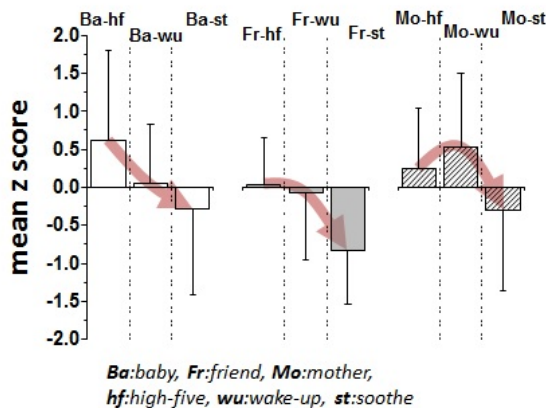 Ba-hf
Ba-wu
Ba-st
Fr-hf
Fr-wu
Fr-st
Mo-hf
Mo-wu
Mo-st
mean z score
2.0
1.5
1.0
0.5
0.0
-0.5
-1.0
-1.5
-2.0
Ba:baby, Fr:friend, Mo:mother,
hf:high-five, wu:wake-up, st:soothe